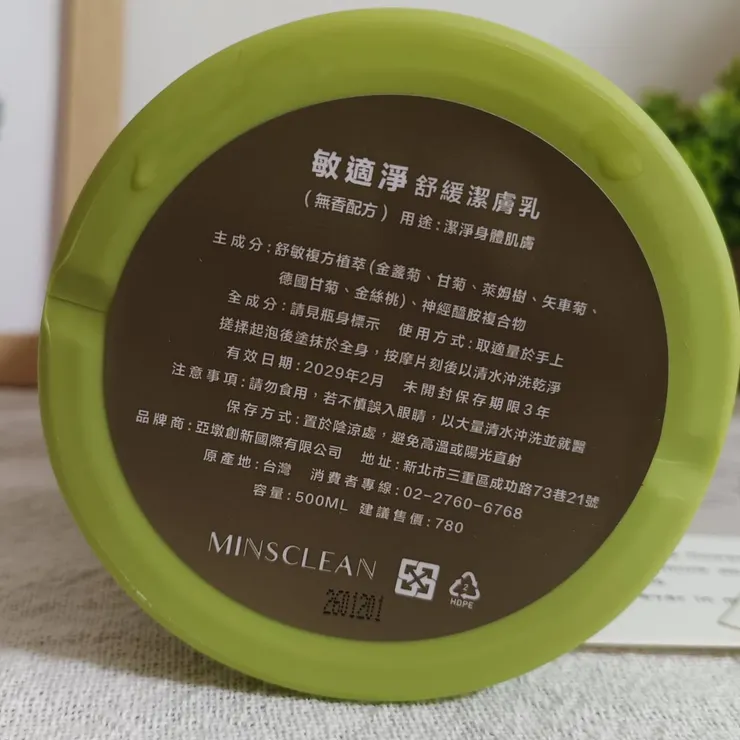 敏適淨 舒緩潔膚乳
(無香配方) 用途:潔淨身體肌膚
主成分:舒敏複方植萃(金盞菊、甘菊、萊姆樹、矢車菊、
德國甘菊、金絲桃)、神經醯胺複合物
全成分:請見瓶身標示 使用方式:取適量於手上
搓揉起泡後塗抹於全身,按摩片刻後以清水沖洗乾淨
有效日期:2029年2月 未開封保存期限3年
注意事項:請勿食用,若不慎誤入眼睛,以大量清水沖洗並就醫
保存方式:置於陰涼處,避免高溫或陽光直射
品牌商:亞墩創新國際有限公司 地址:新北市三重區成功路73巷21號
原產地:台灣 消費者專線:02-2760-6768
容量:500ML 建議售價:780
MINSCLEAN
2
HDPE
2601201